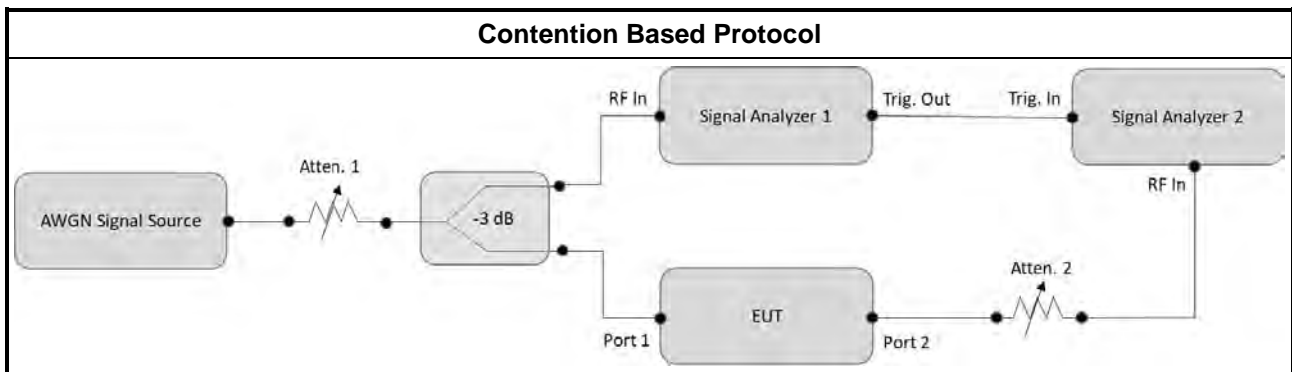 Contention Based Protocol
RF In
Signal Analyzer 1
Trig. Out
Trig. In
Signal Analyzer 2
RF In
Atten. 1
AWGN Signal Source
-3 dB
Atten. 2
Port 1
EUT
Port 2